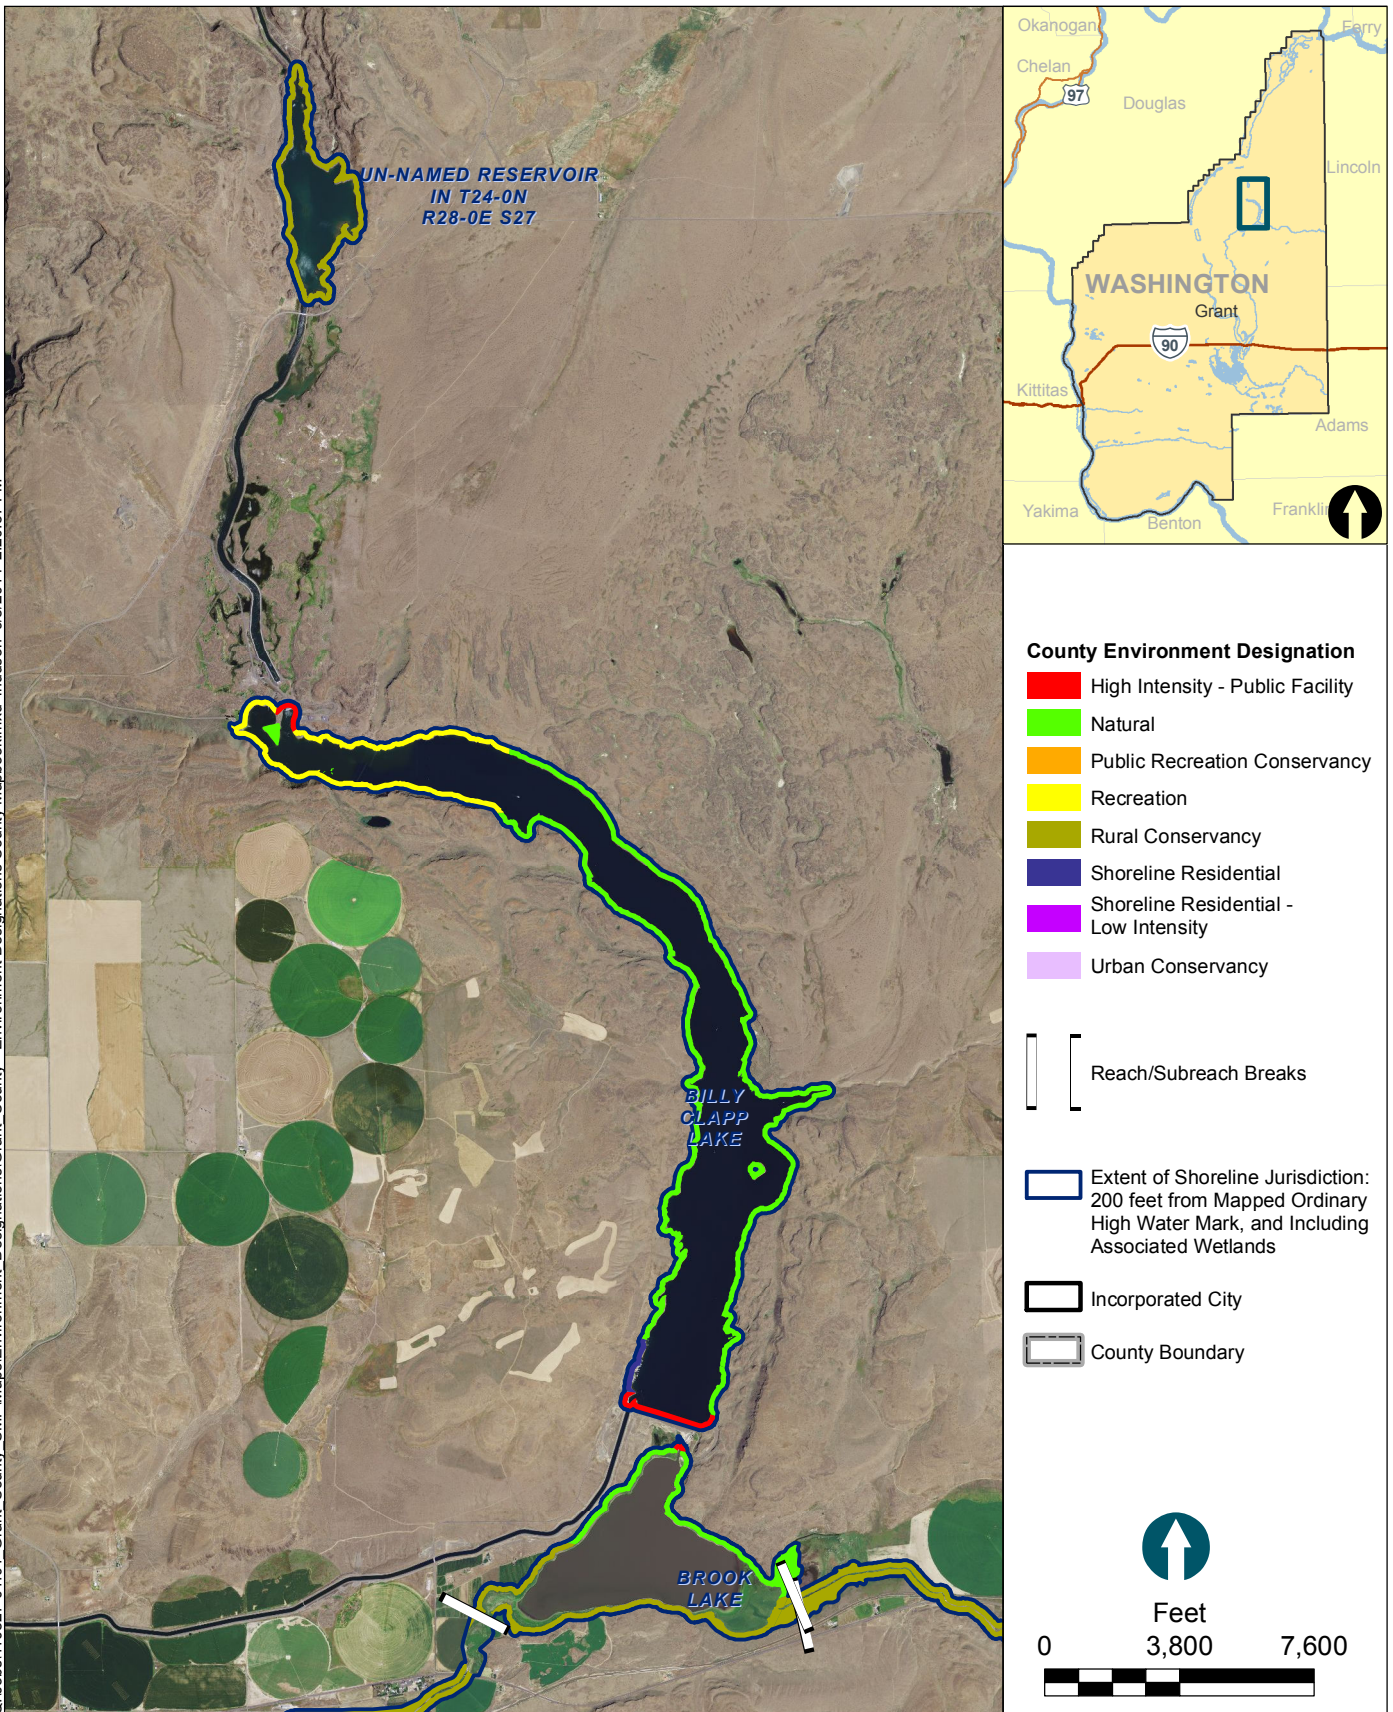 UN-NAMED RESERVOIR
IN T24-0N
R28-0E S27
BILLY
CLAPP
LAKE
BROOK
LAKE
Okanogan
Ferry
Chelan
97
Douglas
Lincoln
WASHINGTON
Grant
90
Kittitas
Adams
Yakima
Benton
Franklin
County Environment Designation
High Intensity - Public Facility
Natural
Public Recreation Conservancy
Recreation
Rural Conservancy
Shoreline Residential
Shoreline Residential -
Low Intensity
Urban Conservancy
Reach/Subreach Breaks
Extent of Shoreline Jurisdiction:
200 feet from Mapped Ordinary
High Water Mark, and Including
Associated Wetlands
Incorporated City
County Boundary
Feet
0 3,800 7,600